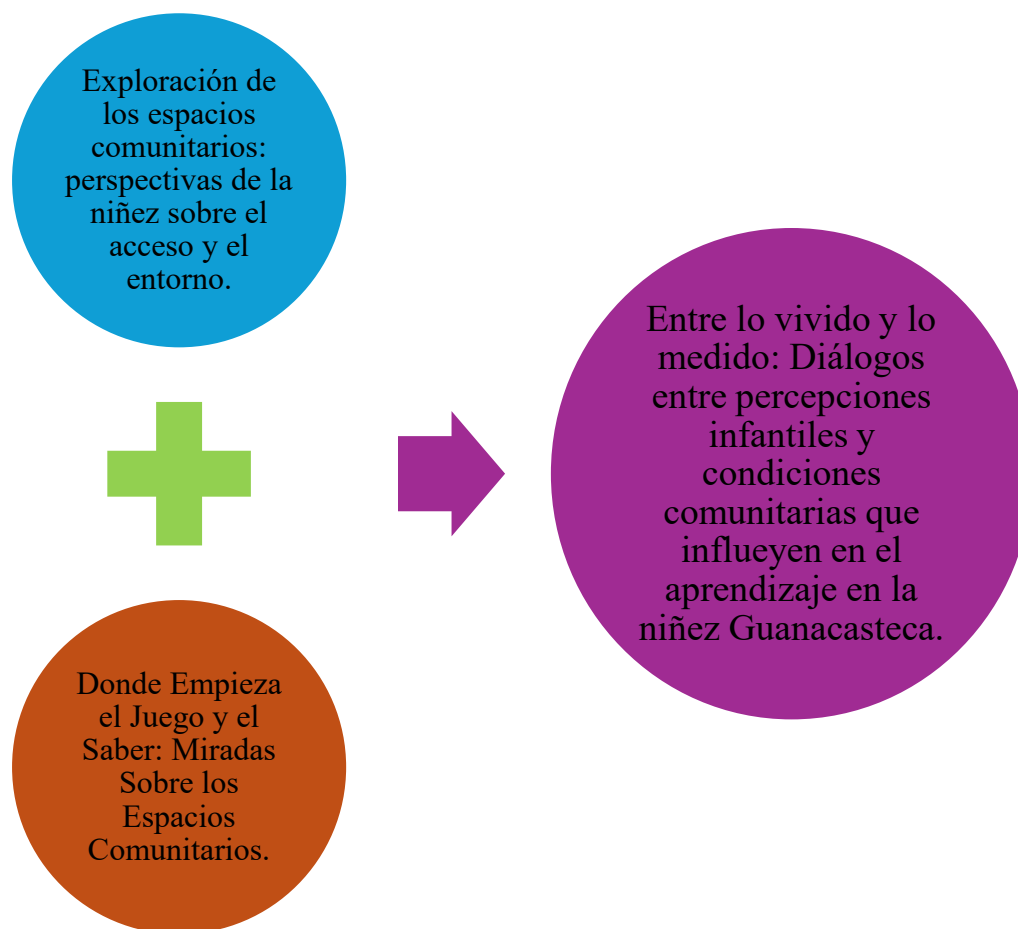 Exploración de
los espacios
comunitarios:
perspectivas de la
niñez sobre el
acceso y el
entorno.
Donde Empieza
el Juego y el
Saber: Miradas
Sobre los
Espacios
Comunitarios.
Entre lo vivido y lo
medido: Diálogos
entre percepciones
infantiles y
condiciones
comunitarias que
influeyen en el
aprendizaje en la
niñez Guanacasteca.